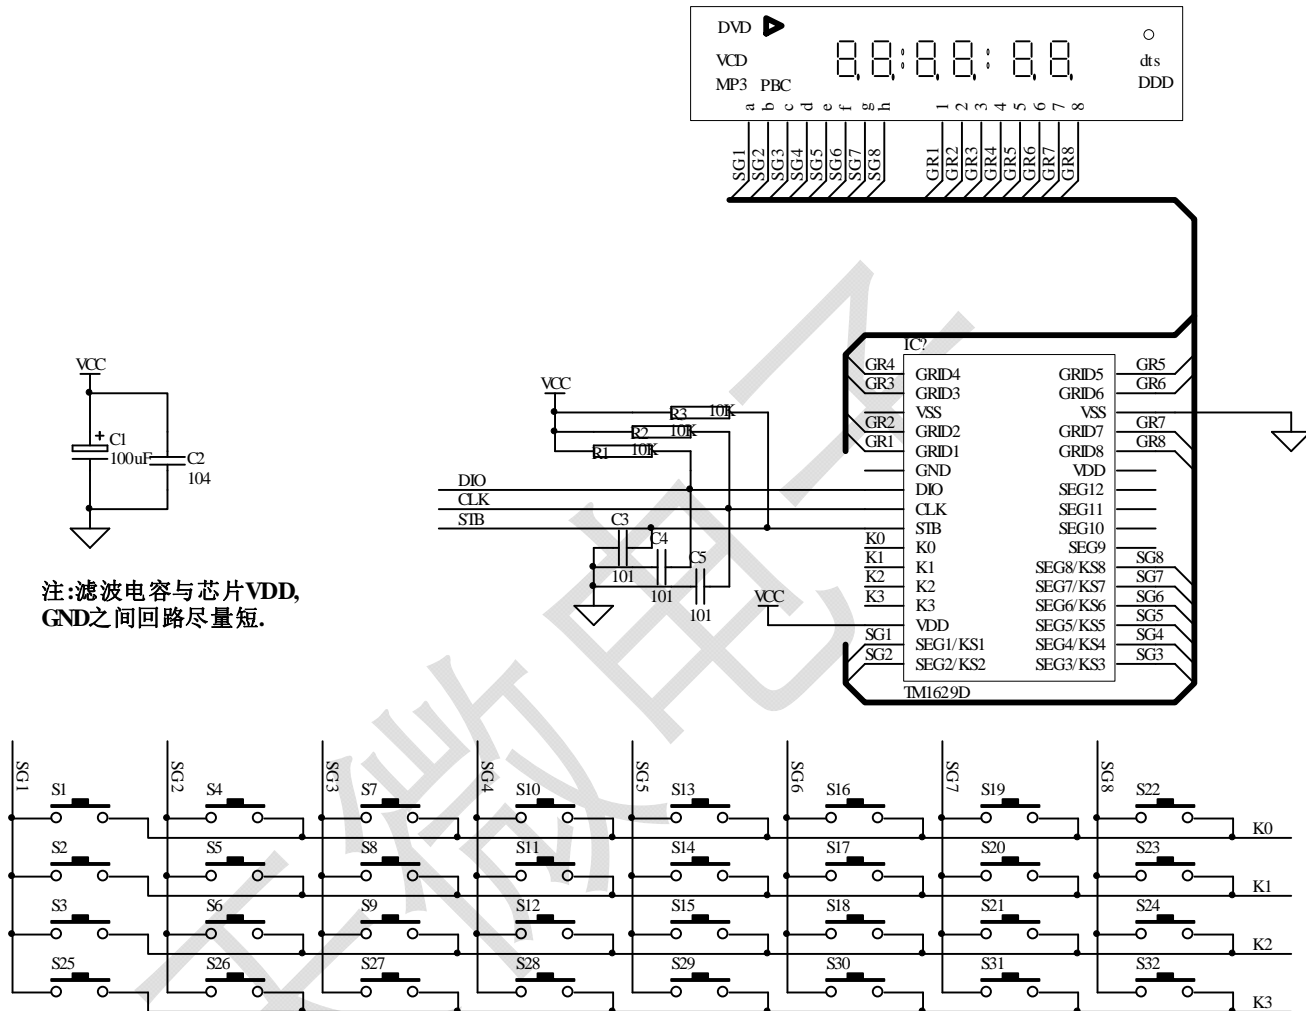 DVD
VCD
MP3 PBC
dts
DDD
a b c d e f g h 1 2 3 4 5 6 7 8
SG1 SG2 SG3 SG4 SG5 SG6 SG7 SG8 GR1 GR2 GR3 GR4 GR5 GR6 GR7 GR8
VCC
C1
100uF
C2
104
注:滤波电容与芯片VDD,
GND之间回路尽量短.
VCC
R3 10K
R2 10K
R1 10K
DIO
CLK
STB
C3
101
C4
101
C5
101
VCC
IC?
GR4 GRID4 GRID5 GR5
GR3 GRID3 GRID6 GR6
VSS VSS
GR2 GRID2 GRID7 GR7
GR1 GRID1 GRID8 GR8
GND VDD
DIO SEG12
CLK SEG11
STB SEG10
K0 K0 SEG9
K1 K1 SEG8/KS8 SG8
K2 K2 SEG7/KS7 SG7
K3 K3 SEG6/KS6 SG6
VDD SEG5/KS5 SG5
SG1 SEG1/KS1 SEG4/KS4 SG4
SG2 SEG2/KS2 SEG3/KS3 SG3
TM1629D
SG1 SG2 SG3 SG4 SG5 SG6 SG7 SG8
S1 S4 S7 S10 S13 S16 S19 S22
K0
S2 S5 S8 S11 S14 S17 S20 S23
K1
S3 S6 S9 S12 S15 S18 S21 S24
K2
S25 S26 S27 S28 S29 S30 S31 S32
K3
天微电子